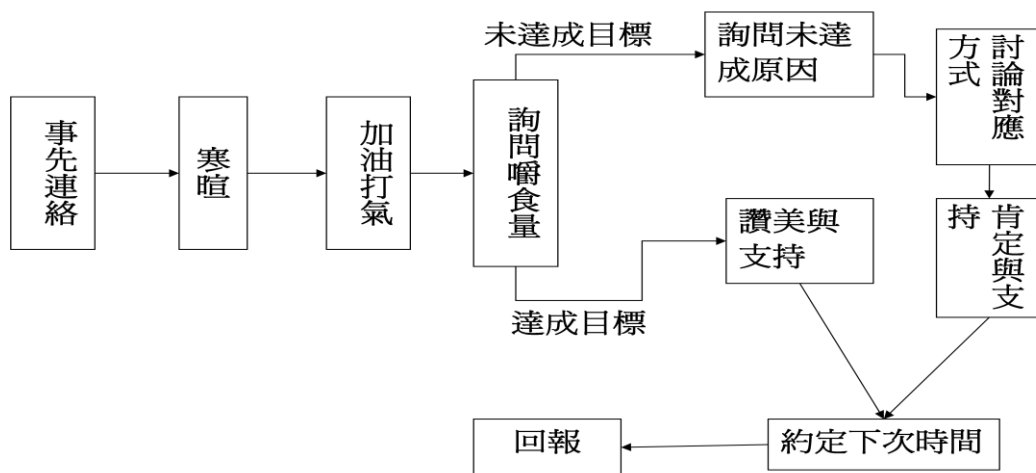 事先連絡
寒暄
加油打氣
詢問嚼食量
未達成目標
詢問未達
成原因
討論對應
方式
肯定與支
持
達成目標
讚美與
支持
約定下次時間
回報